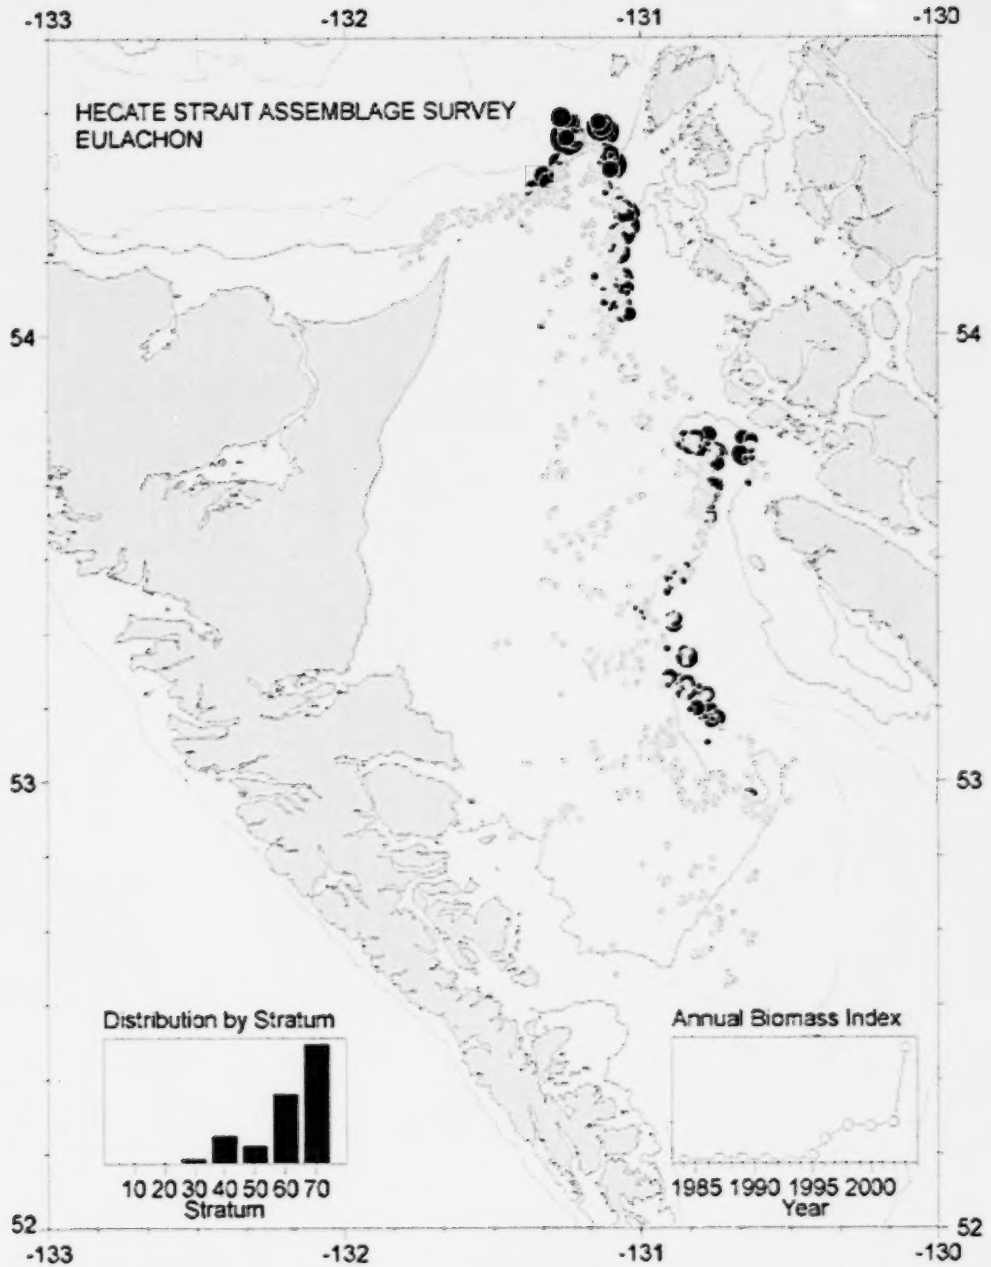 -133 -132 -131 -130
HECATE STRAIT ASSEMBLAGE SURVEY
EULACHON
54 54
53 53
Distribution by Stratum
10 20 30 40 50 60 70
Stratum
Annual Biomass Index
1985 1990 1995 2000
Year
52 52
-133 -132 -131 -130